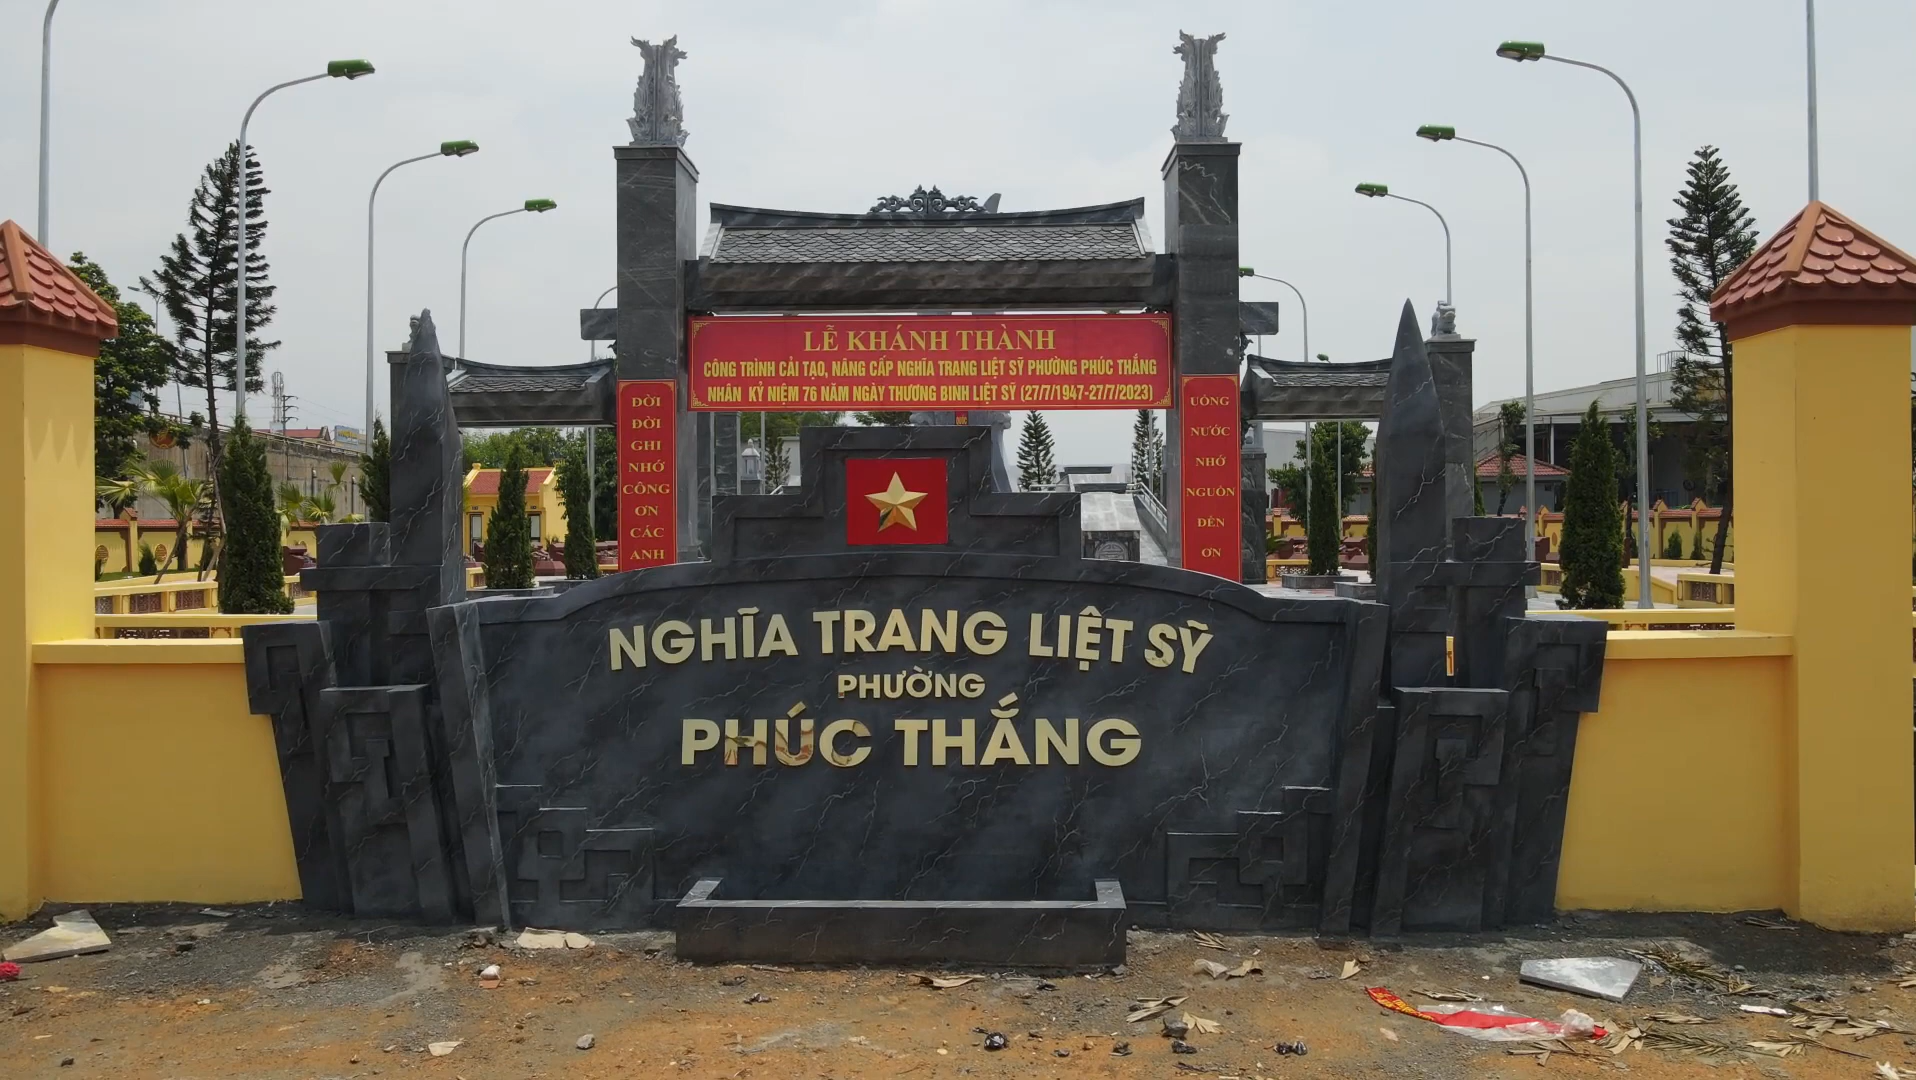 LỄ KHÁNH THÀNH
CÔNG TRÌNH CẢI TẠO, NÂNG CẤP NGHĨA TRANG LIỆT SỸ PHƯỜNG PHÚC THẮNG
NHÂN KỶ NIỆM 76 NĂM NGÀY THƯƠNG BINH LIỆT SỸ (27/7/1947-27/7/2023)
ĐỜI
ĐỜI
GHI
NHỚ
CÔNG
ƠN
CÁC
ANH
UỐNG
NƯỚC
NHỚ
NGUỒN
ĐỀN
ƠN
NGHĨA TRANG LIỆT SỸ
PHƯỜNG
PHÚC THẮNG